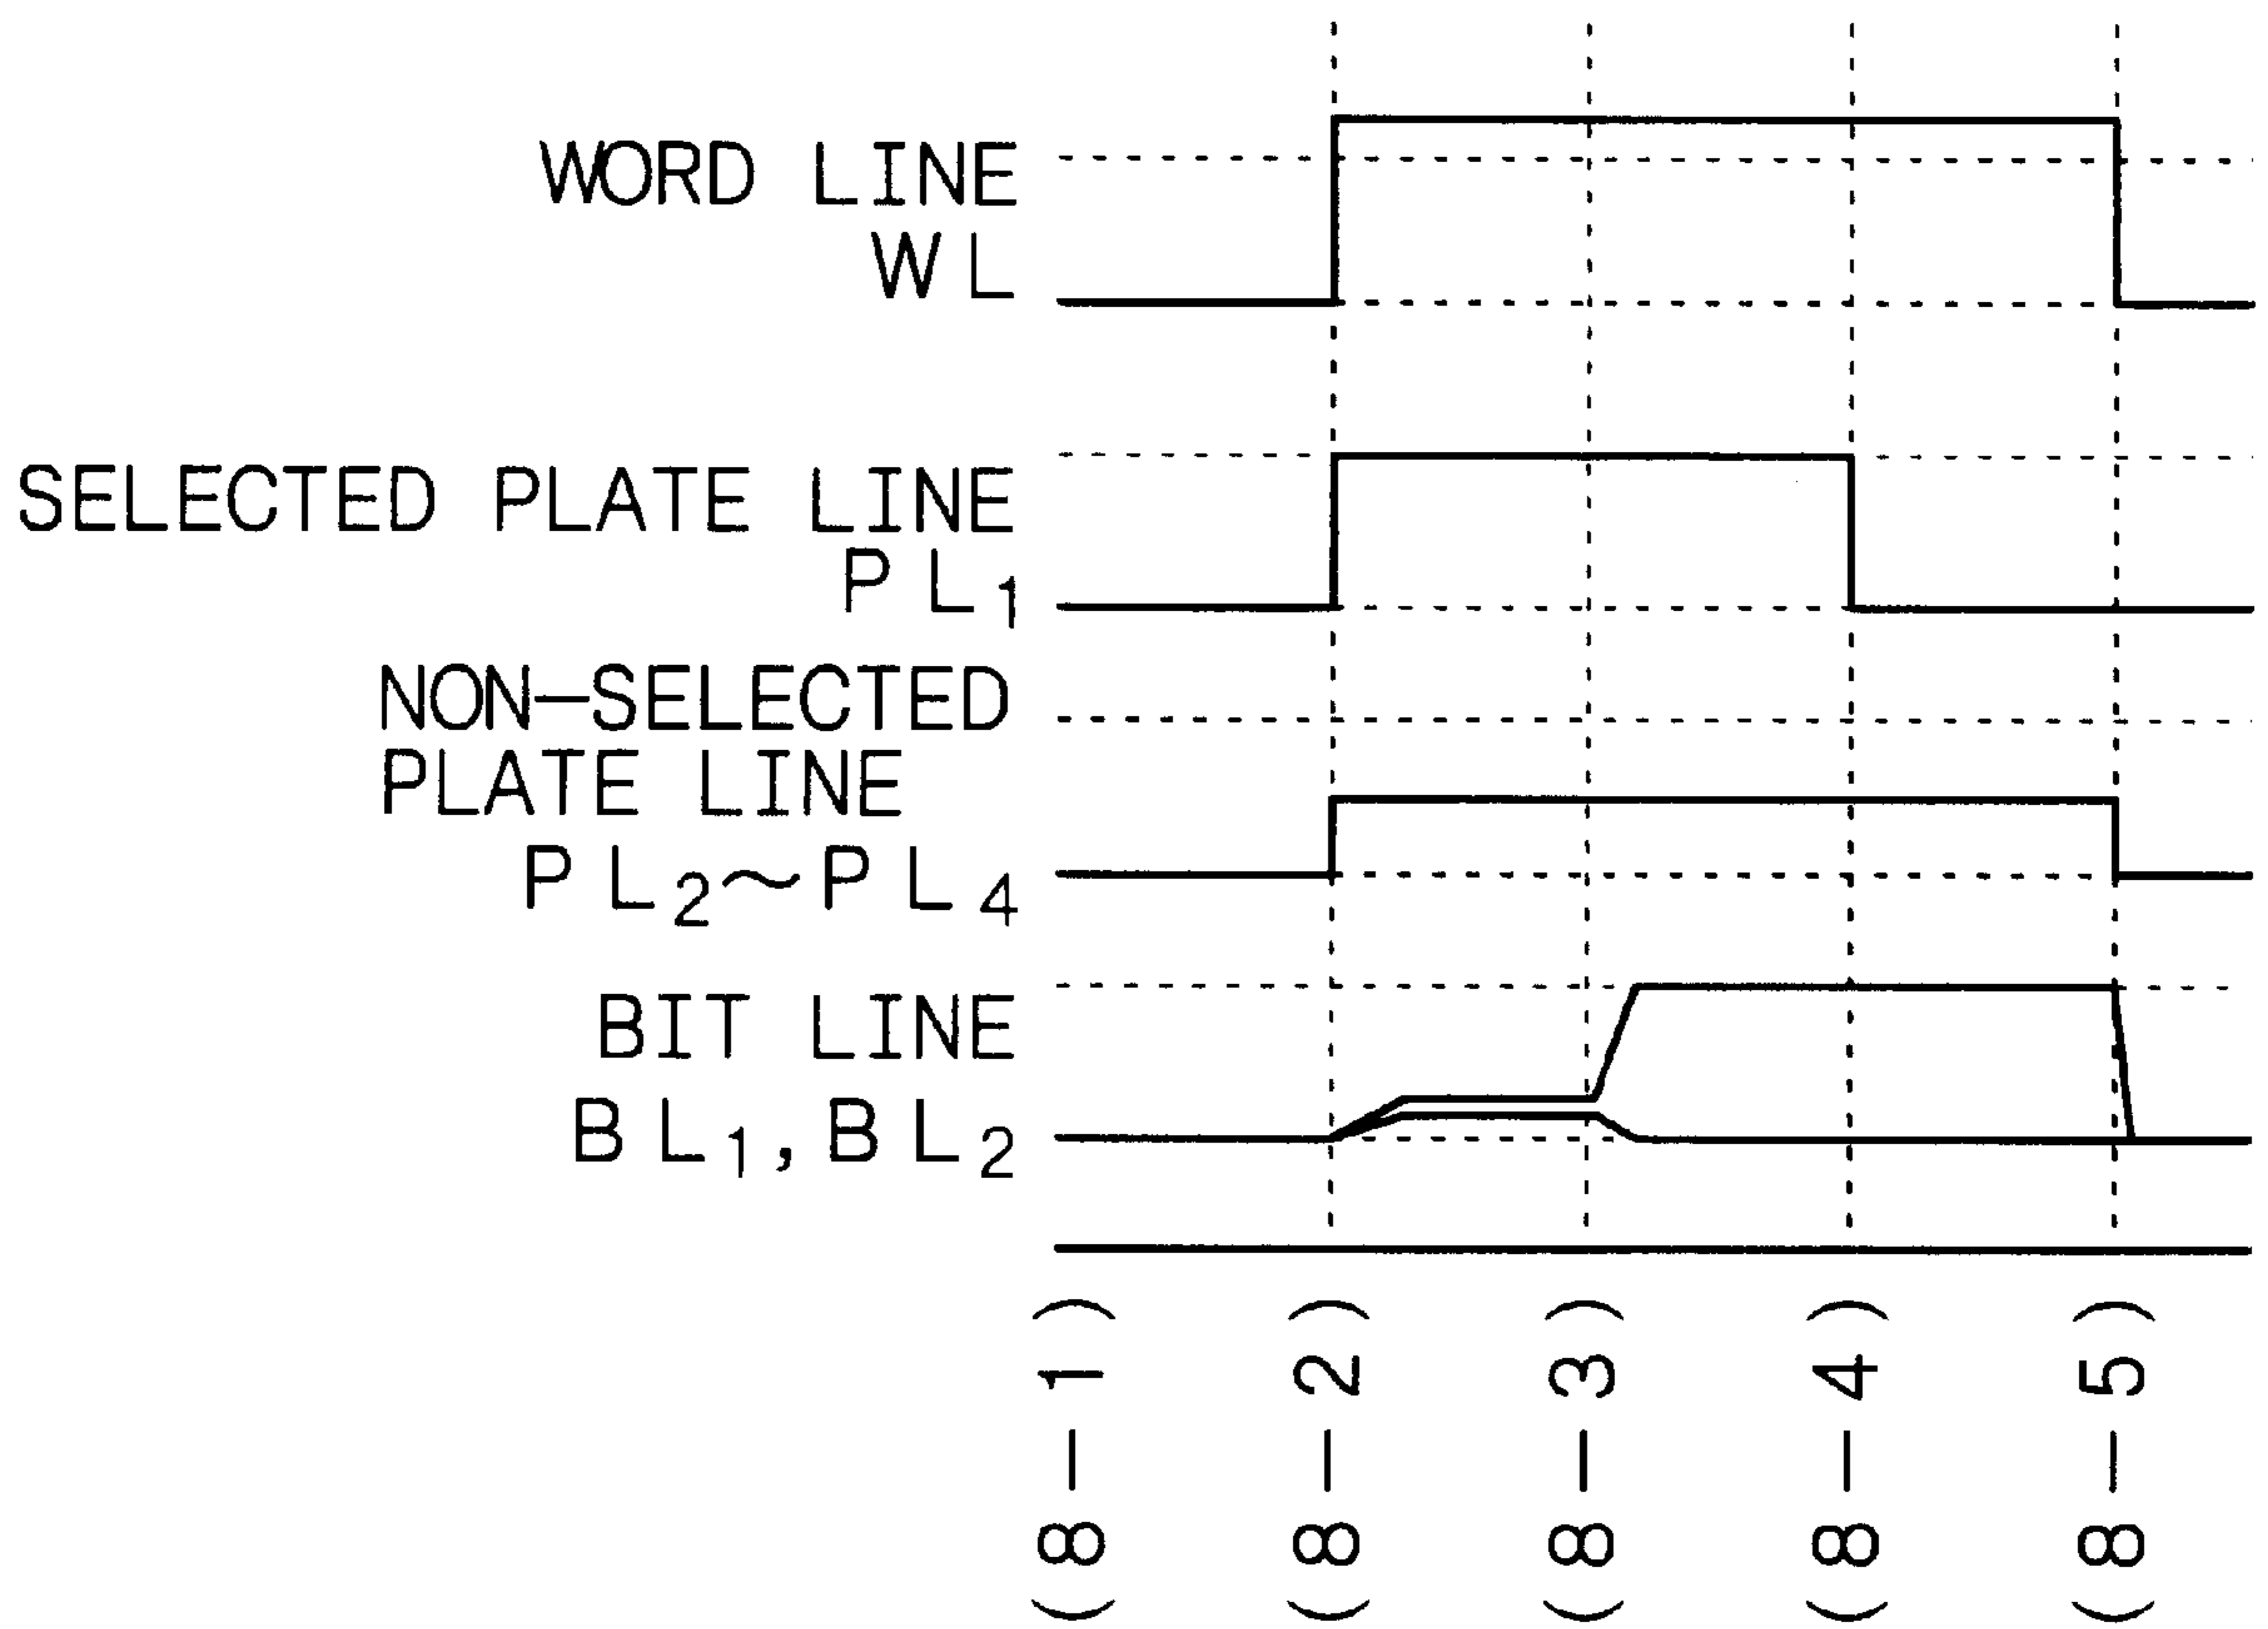 WORD LINE
WL
SELECTED PLATE LINE
PL₁
NON-SELECTED
PLATE LINE
PL₂~PL₄
BIT LINE
BL₁, BL₂
(8-1)
(8-2)
(8-3)
(8-4)
(8-5)